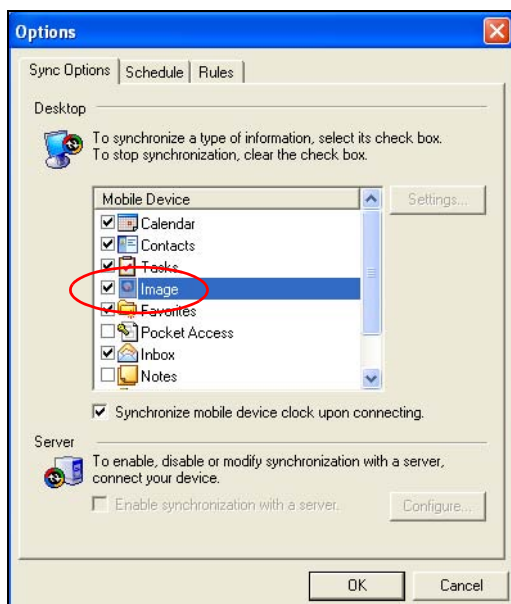 Options
Sync Options Schedule Rules
Desktop
To synchronize a type of information, select its check box.
To stop synchronization, clear the check box.
Mobile Device
Settings...
Calendar
Contacts
Tasks
Image
Favorites
Pocket Access
Inbox
Notes
Synchronize mobile device clock upon connecting.
Server
To enable, disable or modify synchronization with a server,
connect your device.
Enable synchronization with a server.
Configure...
OK Cancel